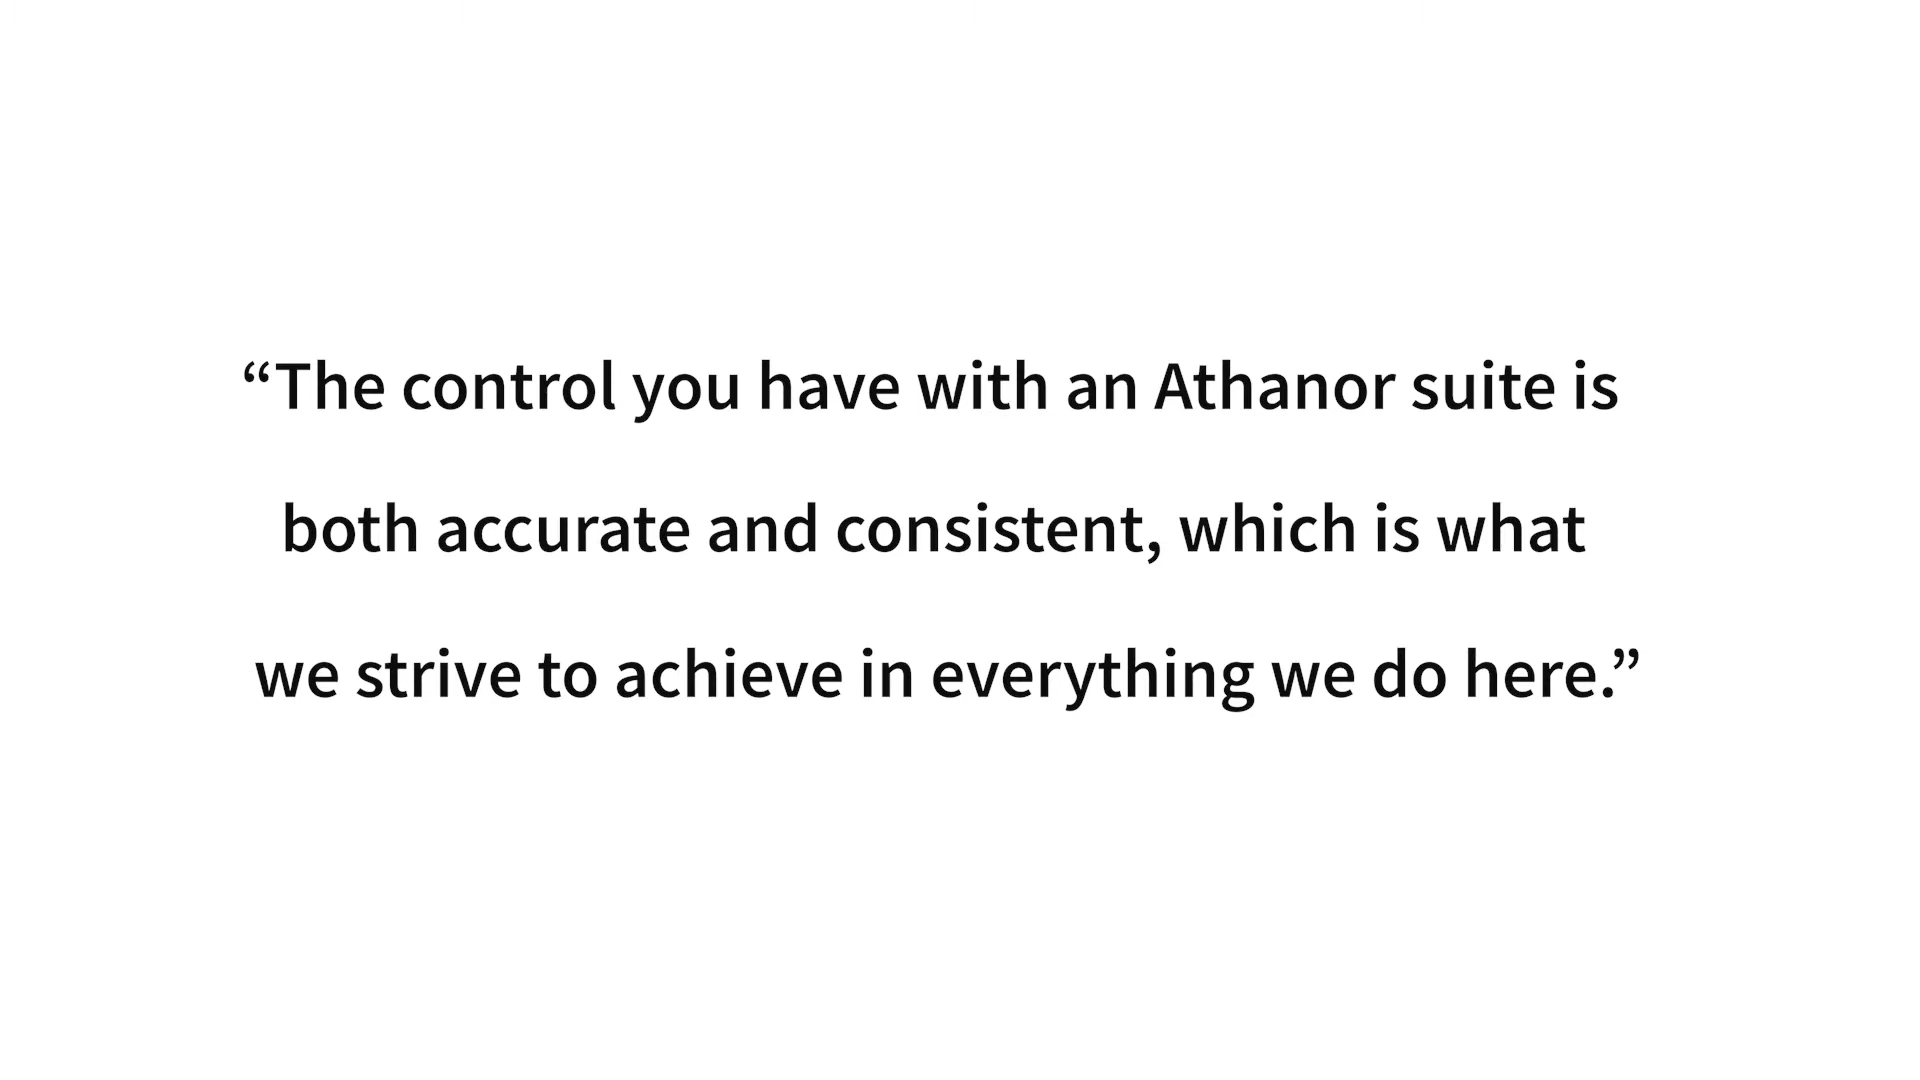 “The control you have with an Athanor suite is
both accurate and consistent, which is what
we strive to achieve in everything we do here.”